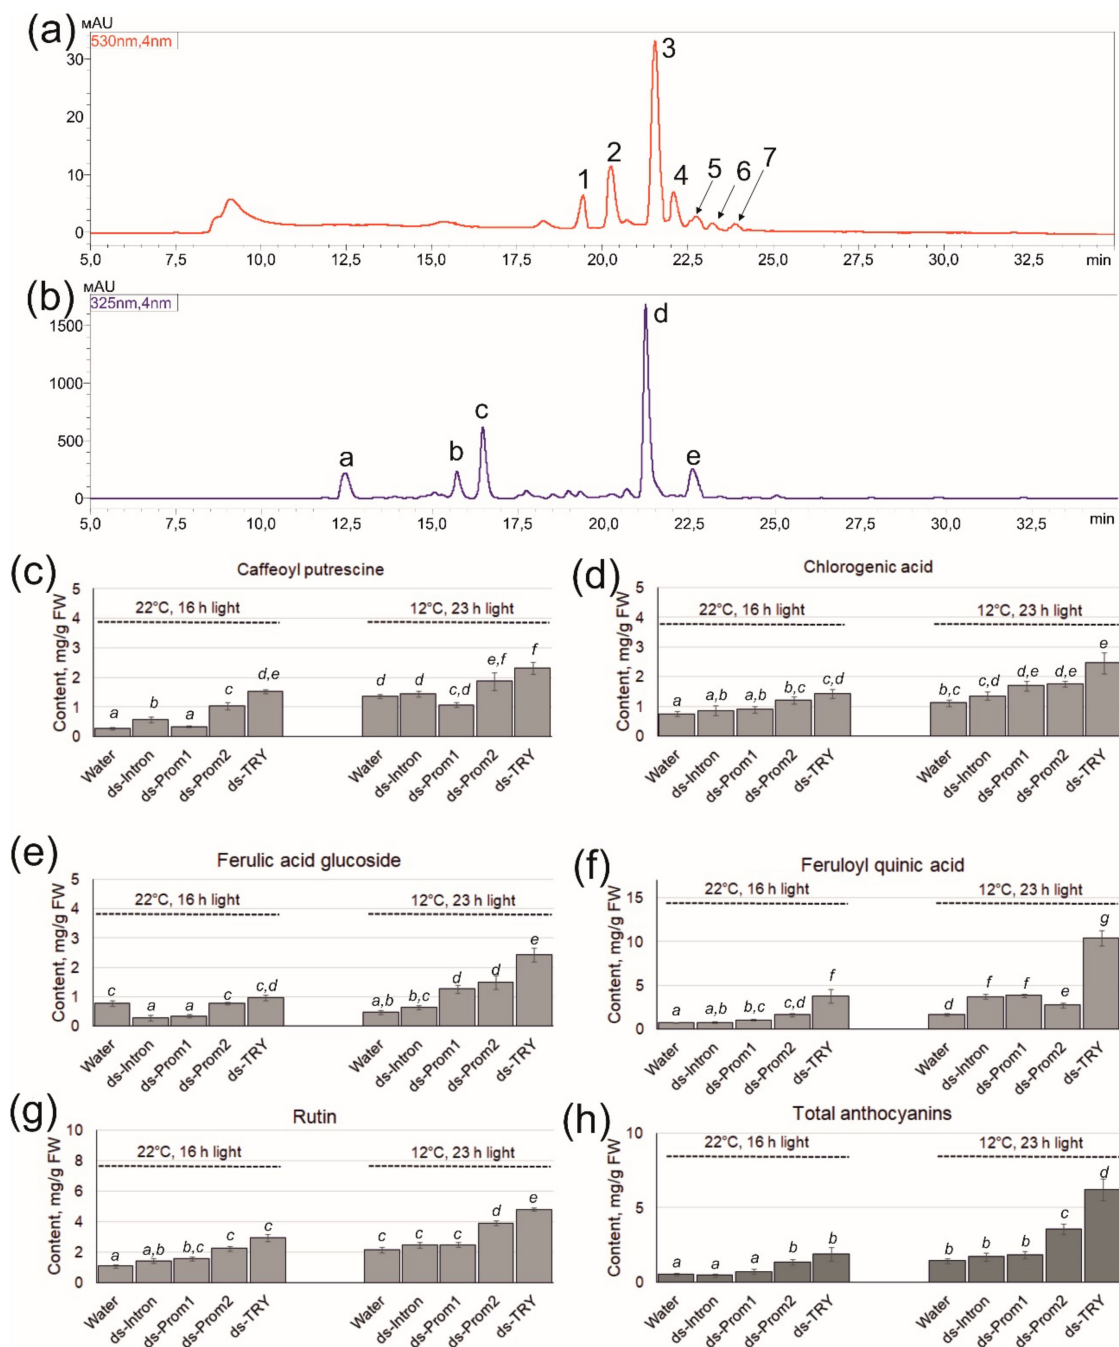 (a)
мAU
530nm,4nm
30
20
10
0
1
2
3
4
5
6
7
5,0 7,5 10,0 12,5 15,0 17,5 20,0 22,5 25,0 27,5 30,0 32,5 min
(b)
мAU
325nm,4nm
1500
1000
500
0
a
b
c
d
e
5,0 7,5 10,0 12,5 15,0 17,5 20,0 22,5 25,0 27,5 30,0 32,5 min
(c)
Caffeoyl putrescine
Content, mg/g FW
5
4
3
2
1
0
22°C, 16 h light
12°C, 23 h light
a b a c d,e
d d c,d e,f f
Water ds-Intron ds-Prom1 ds-Prom2 ds-TRY
Water ds-Intron ds-Prom1 ds-Prom2 ds-TRY
(d)
Chlorogenic acid
Content, mg/g FW
5
4
3
2
1
0
22°C, 16 h light
12°C, 23 h light
a a,b a,b b,c c,d
b,c c,d d,e d,e e
Water ds-Intron ds-Prom1 ds-Prom2 ds-TRY
Water ds-Intron ds-Prom1 ds-Prom2 ds-TRY
(e)
Ferulic acid glucoside
Content, mg/g FW
5
4
3
2
1
0
22°C, 16 h light
12°C, 23 h light
c a a c c,d
a,b b,c d d e
Water ds-Intron ds-Prom1 ds-Prom2 ds-TRY
Water ds-Intron ds-Prom1 ds-Prom2 ds-TRY
(f)
Feruloyl quinic acid
Content, mg/g FW
15
10
5
0
22°C, 16 h light
12°C, 23 h light
a a,b b,c c,d f
d f f e g
Water ds-Intron ds-Prom1 ds-Prom2 ds-TRY
Water ds-Intron ds-Prom1 ds-Prom2 ds-TRY
(g)
Rutin
Content, mg/g FW
10
8
6
4
2
0
22°C, 16 h light
12°C, 23 h light
a a,b b,c c c
c c c d e
Water ds-Intron ds-Prom1 ds-Prom2 ds-TRY
Water ds-Intron ds-Prom1 ds-Prom2 ds-TRY
(h)
Total anthocyanins
Content, mg/g FW
10
5
0
22°C, 16 h light
12°C, 23 h light
a a a b b
b b b c d
Water ds-Intron ds-Prom1 ds-Prom2 ds-TRY
Water ds-Intron ds-Prom1 ds-Prom2 ds-TRY